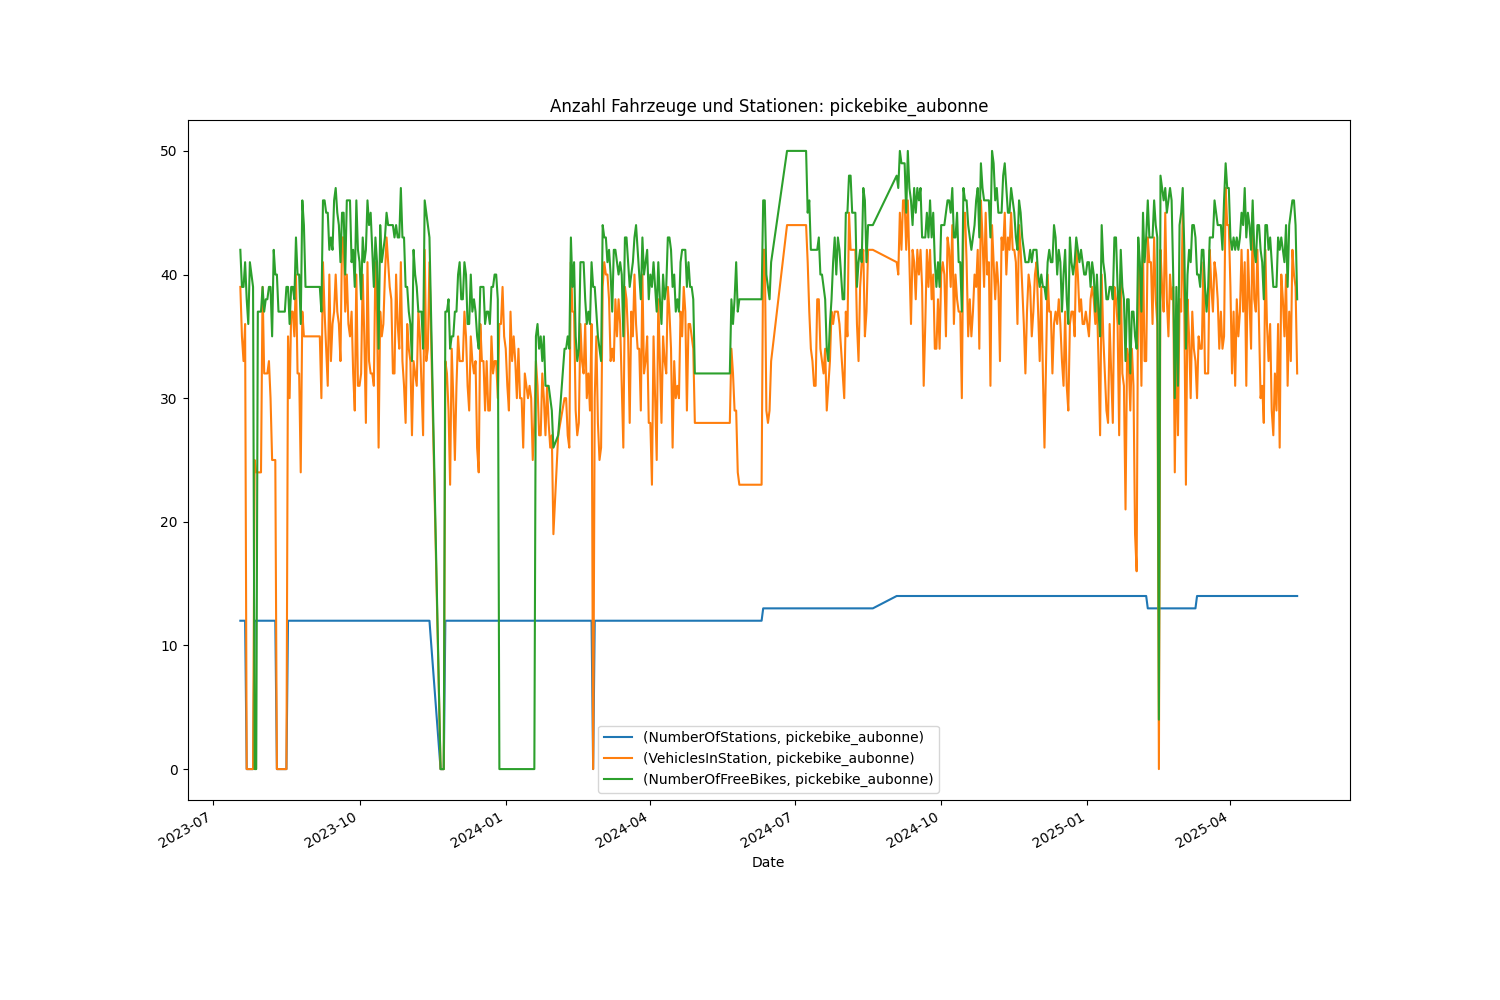 Anzahl Fahrzeuge und Stationen: pickebike_aubonne
50
40
30
20
10
0
(NumberOfStations, pickebike_aubonne)
(VehiclesInStation, pickebike_aubonne)
(NumberOfFreeBikes, pickebike_aubonne)
2023-07
2023-10
2024-01
2024-04
2024-07
2024-10
2025-01
2025-04
Date